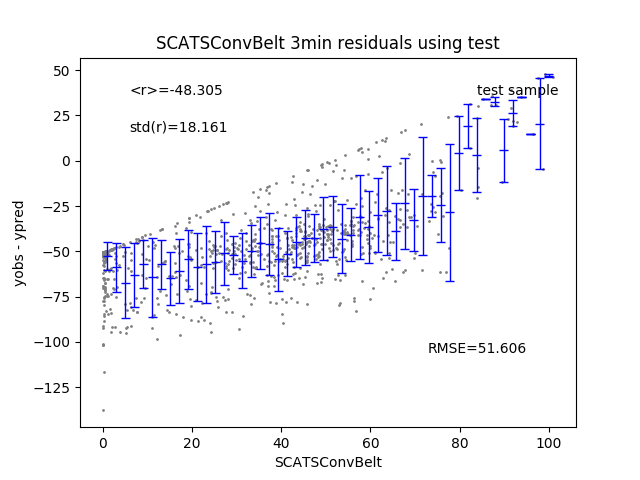 SCATSConvBelt 3min residuals using test
<r>=-48.305
test sample
std(r)=18.161
RMSE=51.606
yobs - ypred
50
25
0
−25
−50
−75
−100
−125
0 20 40 60 80 100
SCATSConvBelt